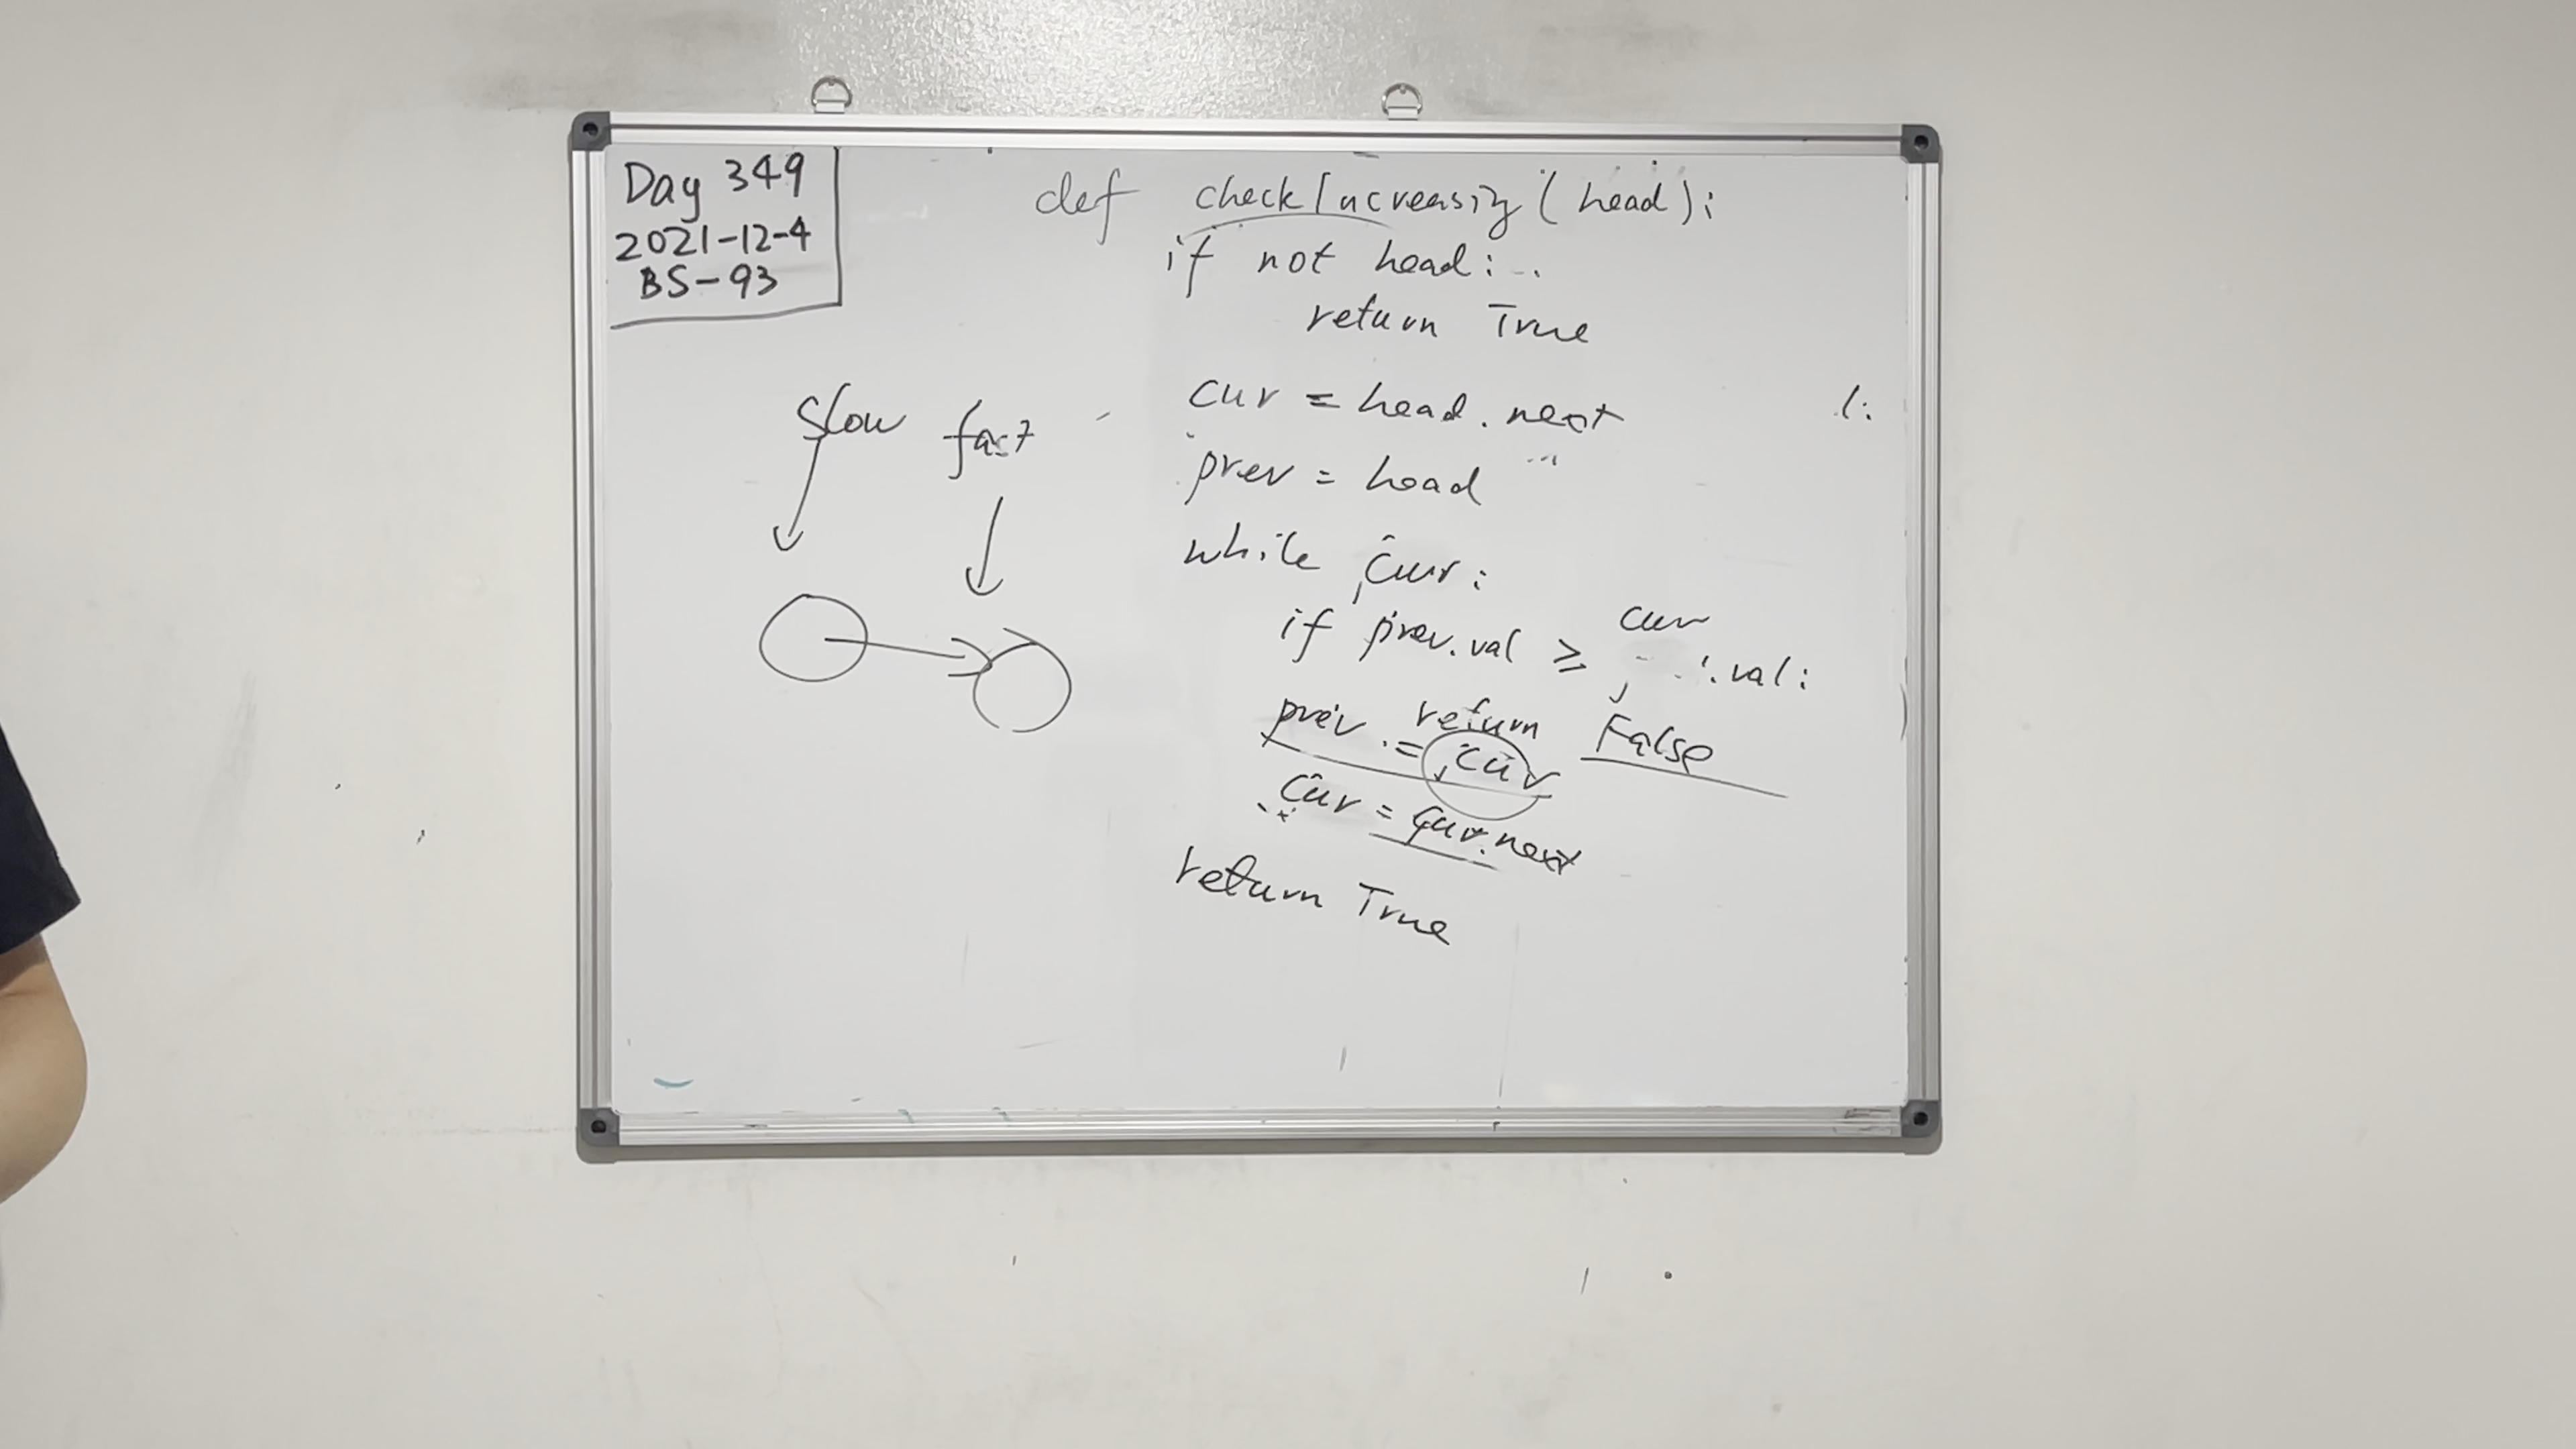 Day 349
2021-12-4
BS-93
def checkIncreasing(head):
if not head:
return True
slow fast
cur = head.next
prev = head
while cur:
if prev.val ≥ cur.val:
return False
prev = cur
cur = cur.next
return True